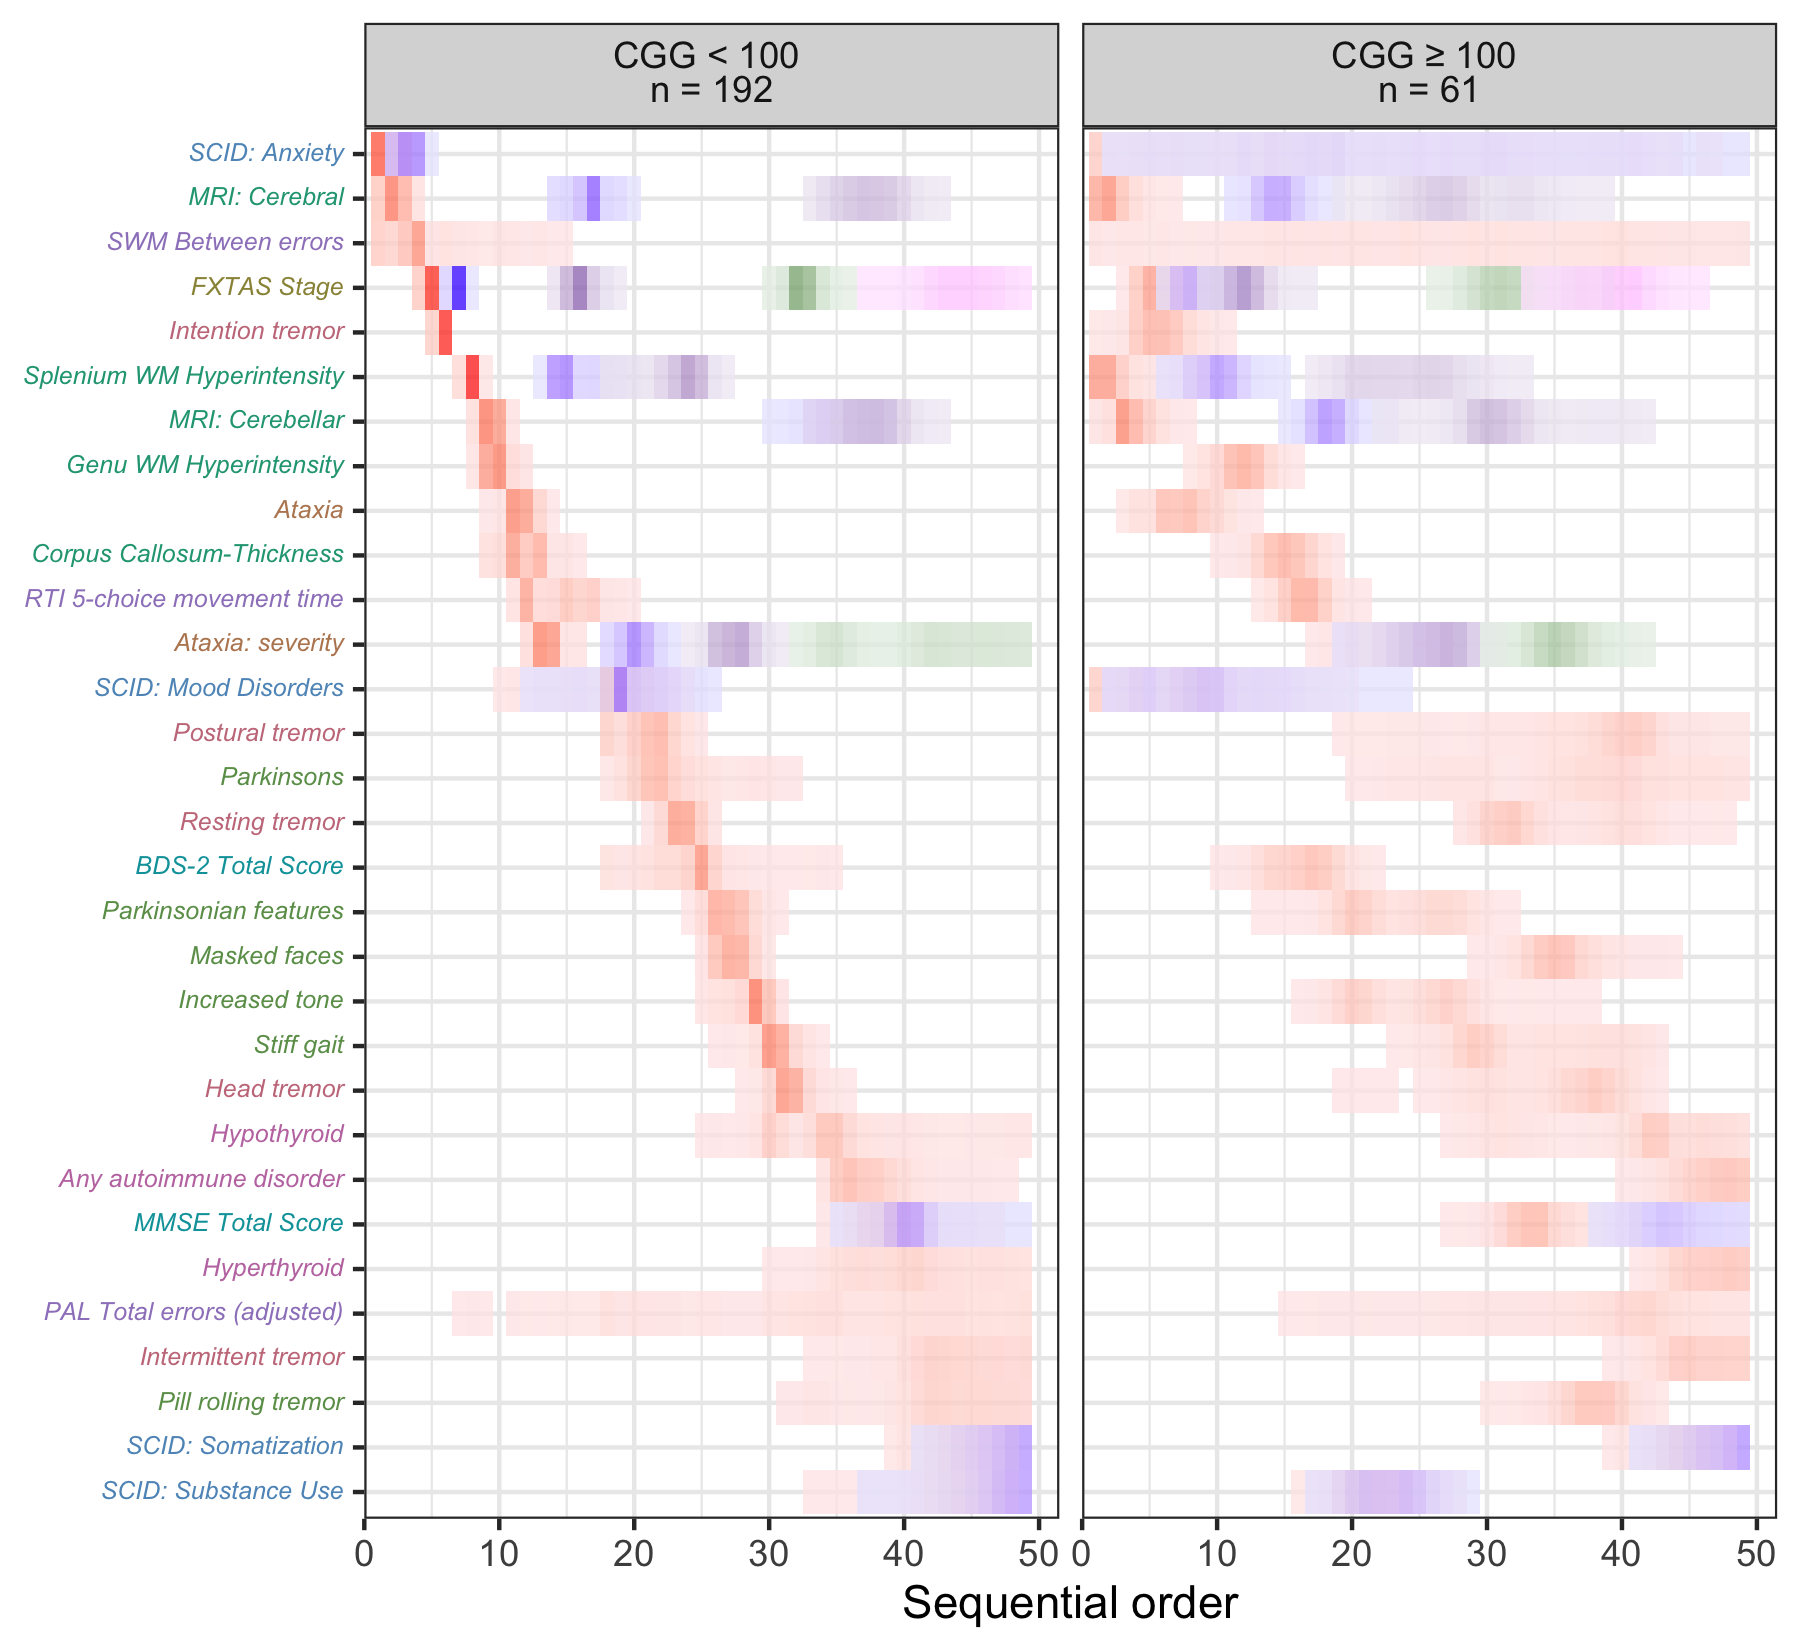 CGG < 100
n = 192
CGG ≥ 100
n = 61
SCID: Anxiety
MRI: Cerebral
SWM Between errors
FXTAS Stage
Intention tremor
Splenium WM Hyperintensity
MRI: Cerebellar
Genu WM Hyperintensity
Ataxia
Corpus Callosum-Thickness
RTI 5-choice movement time
Ataxia: severity
SCID: Mood Disorders
Postural tremor
Parkinsons
Resting tremor
BDS-2 Total Score
Parkinsonian features
Masked faces
Increased tone
Stiff gait
Head tremor
Hypothyroid
Any autoimmune disorder
MMSE Total Score
Hyperthyroid
PAL Total errors (adjusted)
Intermittent tremor
Pill rolling tremor
SCID: Somatization
SCID: Substance Use
0 10 20 30 40 50
0 10 20 30 40 50
Sequential order